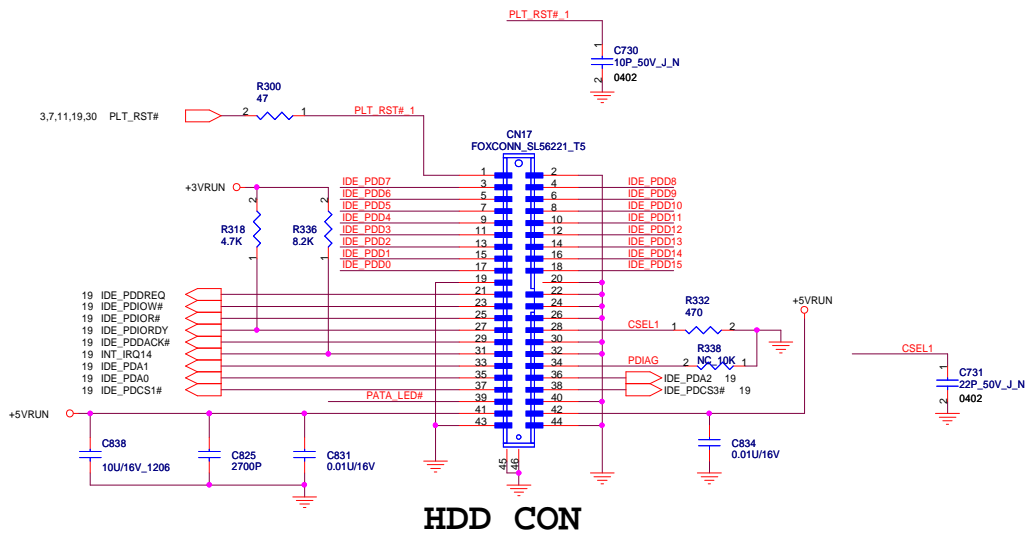 PLT_RST#_1
1
C730
10P_50V_J_N
2
0402
R300
47
3,7,11,19,30 PLT_RST#
2 1
PLT_RST#_1
CN17
FOXCONN_SL56221_T5
1 2
+3VRUN
IDE_PDD7 3 4 IDE_PDD8
IDE_PDD6 5 6 IDE_PDD9
IDE_PDD5 7 8 IDE_PDD10
IDE_PDD4 9 10 IDE_PDD11
IDE_PDD3 11 12 IDE_PDD12
IDE_PDD2 13 14 IDE_PDD13
IDE_PDD1 15 16 IDE_PDD14
IDE_PDD0 17 18 IDE_PDD15
2 2
R318
4.7K
R336
8.2K
1 1
19 20
19 IDE_PDDREQ 21 22
19 IDE_PDIOW# 23 24
19 IDE_PDIOR# 25 26
19 IDE_PDIORDY 27 28 CSEL1 1 2
R332
470
+5VRUN
19 IDE_PDDACK# 29 30
19 INT_IRQ14 31 32
19 IDE_PDA1 33 34 PDIAG 2 1
R338
NC_10K
19 IDE_PDA0 35 36 IDE_PDA2 19
19 IDE_PDCS1# 37 38 IDE_PDCS3# 19
PATA_LED# 39 40
+5VRUN 41 42
43 44
45 46
CSEL1
1
C731
22P_50V_J_N
2
0402
C838
10U/16V_1206
C825
2700P
C831
0.01U/16V
C834
0.01U/16V
HDD CON